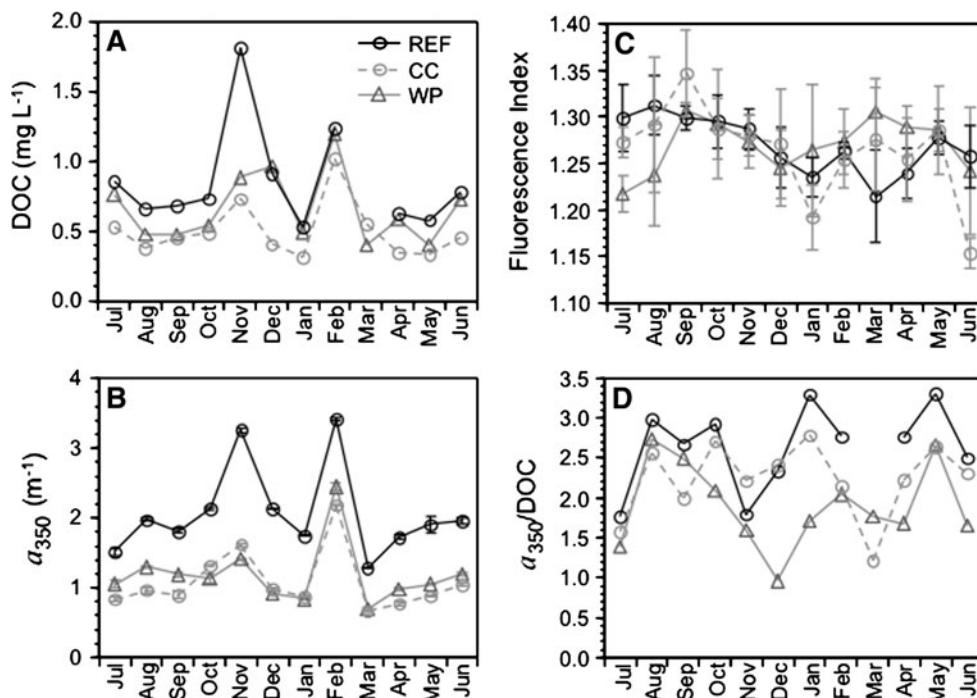 A
DOC (mg L-1)
2.0
1.5
1.0
0.5
0.0
REF
CC
WP
Jul Aug Sep Oct Nov Dec Jan Feb Mar Apr May Jun
C
Fluorescence Index
1.40
1.35
1.30
1.25
1.20
1.15
1.10
Jul Aug Sep Oct Nov Dec Jan Feb Mar Apr May Jun
B
a350 (m-1)
4
3
2
1
0
Jul Aug Sep Oct Nov Dec Jan Feb Mar Apr May Jun
D
a350/DOC
3.5
3.0
2.5
2.0
1.5
1.0
0.5
0.0
Jul Aug Sep Oct Nov Dec Jan Feb Mar Apr May Jun